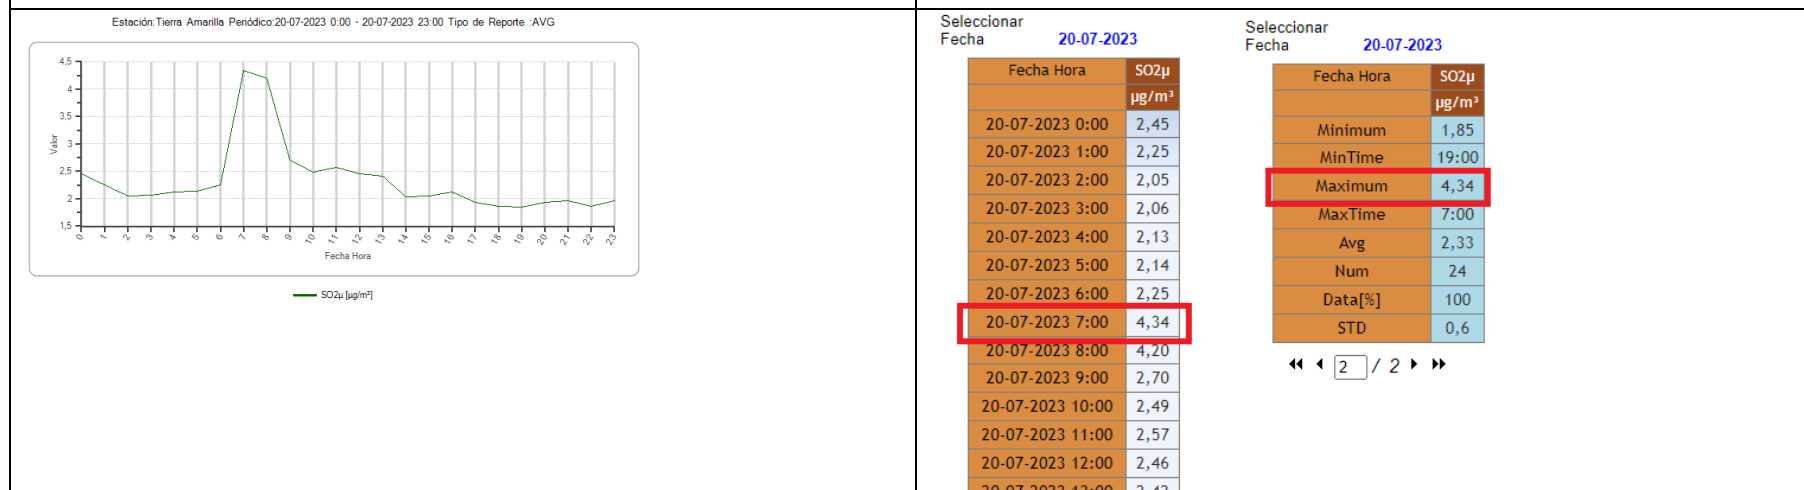 Estación:Tierra Amarilla Periódico:20-07-2023 0:00 - 20-07-2023 23:00 Tipo de Reporte :AVG
4,5
4
3,5
3
2,5
2
1,5
Valor
0 1 2 3 4 5 6 7 8 9 10 11 12 13 14 15 16 17 18 19 20 21 22 23
Fecha Hora
SO2µ [µg/m³]
Seleccionar
Fecha 20-07-2023
Fecha Hora SO2µ
µg/m³
20-07-2023 0:00 2,45
20-07-2023 1:00 2,25
20-07-2023 2:00 2,05
20-07-2023 3:00 2,06
20-07-2023 4:00 2,13
20-07-2023 5:00 2,14
20-07-2023 6:00 2,25
20-07-2023 7:00 4,34
20-07-2023 8:00 4,20
20-07-2023 9:00 2,70
20-07-2023 10:00 2,49
20-07-2023 11:00 2,57
20-07-2023 12:00 2,46
Seleccionar
Fecha 20-07-2023
Fecha Hora SO2µ
µg/m³
Minimum 1,85
MinTime 19:00
Maximum 4,34
MaxTime 7:00
Avg 2,33
Num 24
Data[%] 100
STD 0,6
2 / 2